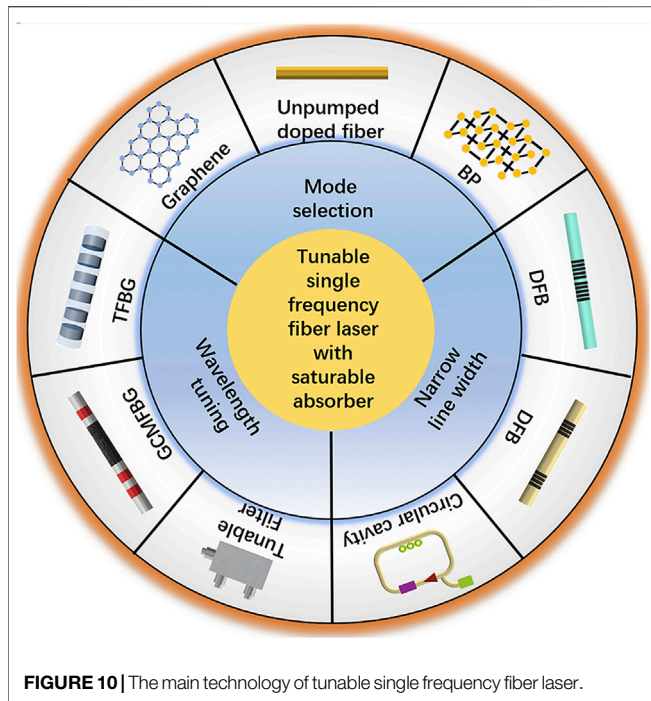 Unpumped
doped fiber
BP
DFB
DFB
Circular cavity
Tunable
Filter
GCMFBG
TFBG
Graphene
Mode
selection
Narrow
line width
Wavelength
tuning
Tunable
single
frequency
fiber laser
with
saturable
absorber
FIGURE 10 | The main technology of tunable single frequency fiber laser.